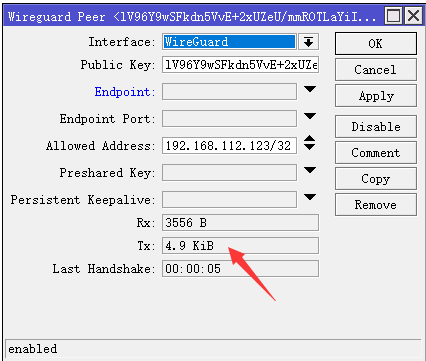 Wireguard Peer <lV96Y9wSFkdn5VvE+2xUZeU/mmROTLaYiI...
Interface: WireGuard
OK
Public Key: lV96Y9wSFkdn5VvE+2xUZe
Cancel
Endpoint:
Apply
Endpoint Port:
Disable
Allowed Address: 192.168.112.123/32
Comment
Preshared Key:
Copy
Persistent Keepalive:
Remove
Rx: 3556 B
Tx: 4.9 KiB
Last Handshake: 00:00:05
enabled